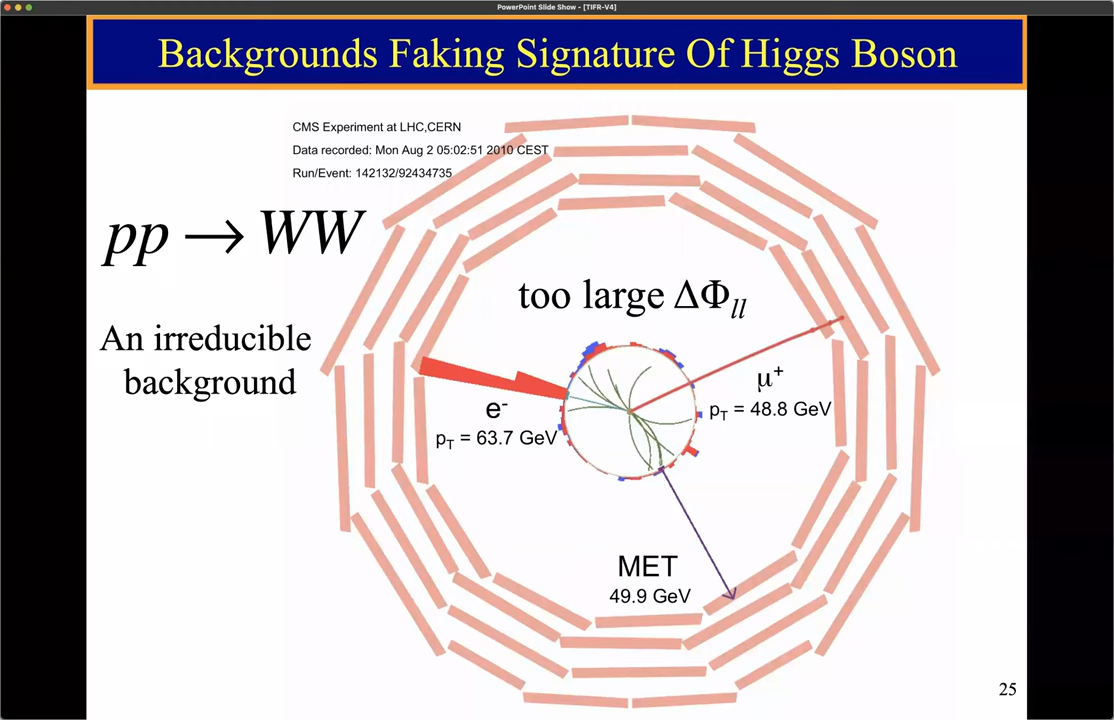 PowerPoint Slide Show - [TIFR-V4]
Backgrounds Faking Signature Of Higgs Boson
CMS Experiment at LHC,CERN
Data recorded: Mon Aug 2 05:02:51 2010 CEST
Run/Event: 142132/92434735
pp → WW
too large ΔΦll
An irreducible
background
μ+
pT = 48.8 GeV
e-
pT = 63.7 GeV
MET
49.9 GeV
25